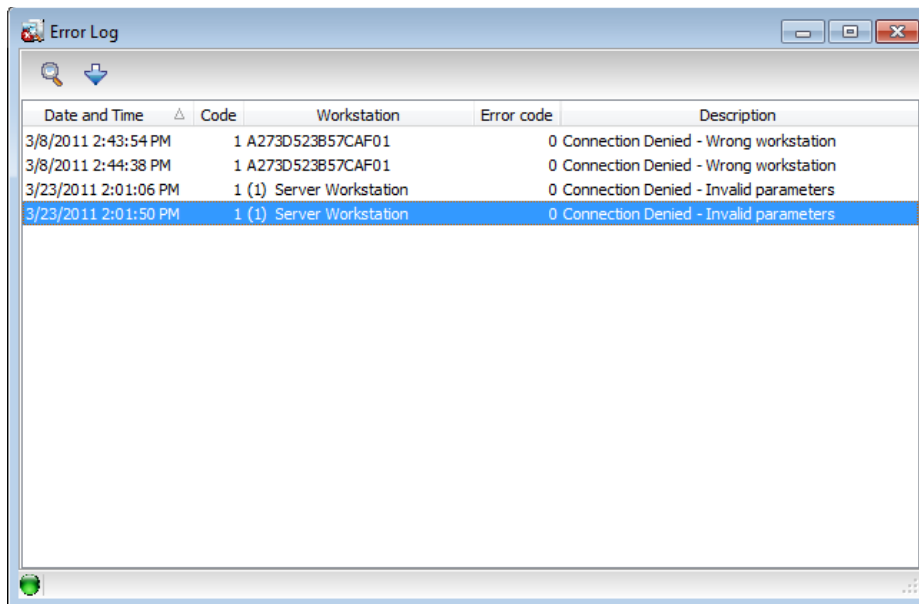 Error Log
Date and Time Code Workstation Error code Description
3/8/2011 2:43:54 PM 1 A273D523B57CAF01 0 Connection Denied - Wrong workstation
3/8/2011 2:44:38 PM 1 A273D523B57CAF01 0 Connection Denied - Wrong workstation
3/23/2011 2:01:06 PM 1 (1) Server Workstation 0 Connection Denied - Invalid parameters
3/23/2011 2:01:50 PM 1 (1) Server Workstation 0 Connection Denied - Invalid parameters